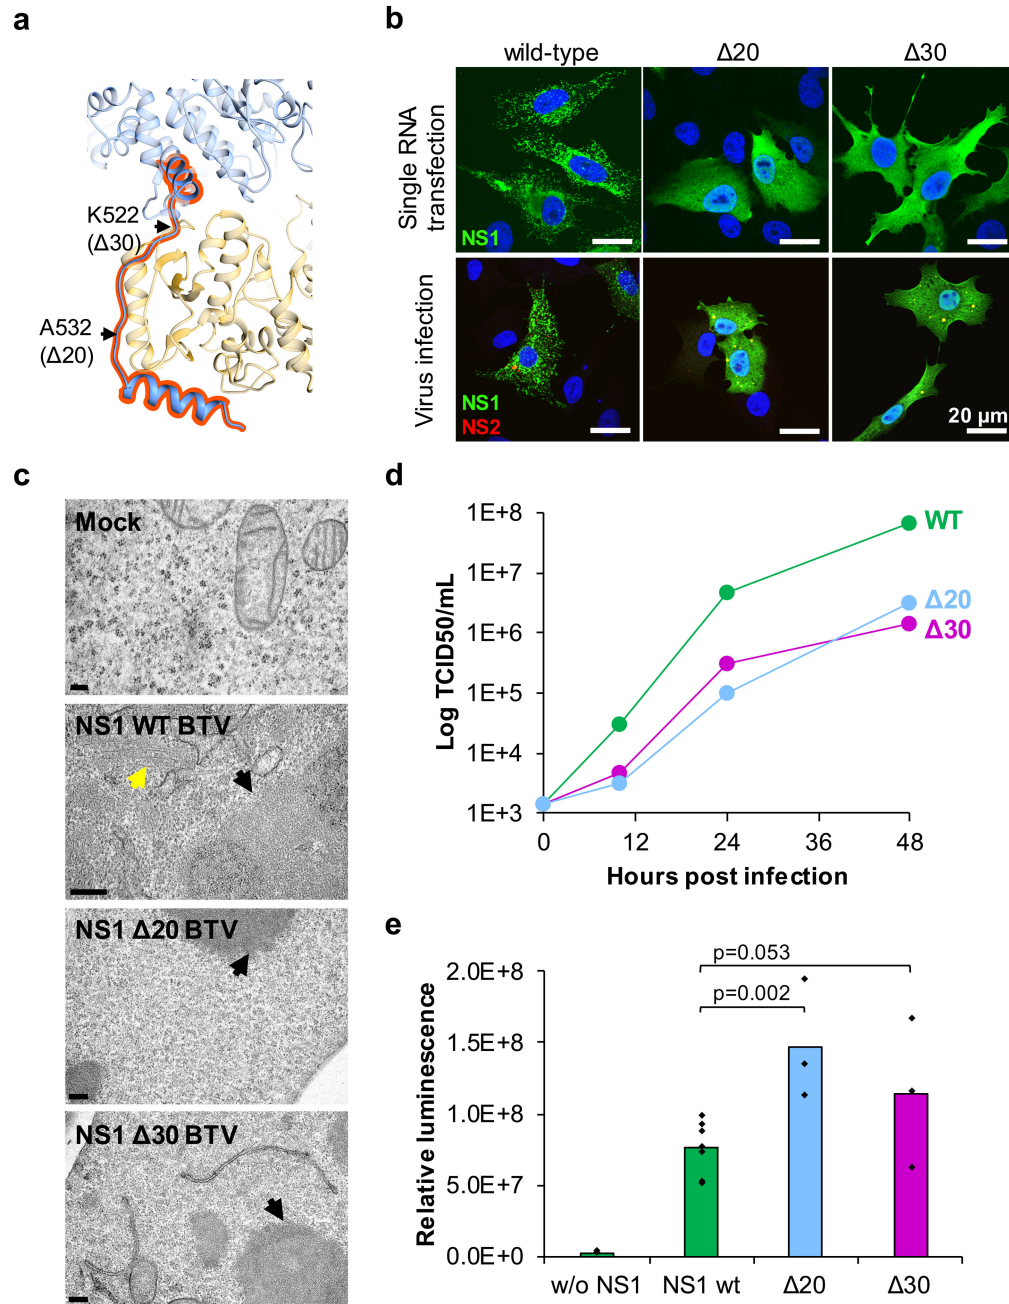 a
K522
(Δ30)
A532
(Δ20)
b
wild-type
Δ20
Δ30
Single RNA
transfection
NS1
Virus infection
NS1
NS2
20 µm
c
Mock
NS1 WT BTV
NS1 Δ20 BTV
NS1 Δ30 BTV
d
Log TCID50/mL
1E+8
1E+7
1E+6
1E+5
1E+4
1E+3
WT
Δ20
Δ30
0 12 24 36 48
Hours post infection
e
Relative luminescence
p=0.053
p=0.002
2.0E+8
1.5E+8
1.0E+8
5.0E+7
0.0E+0
w/o NS1 NS1 wt Δ20 Δ30